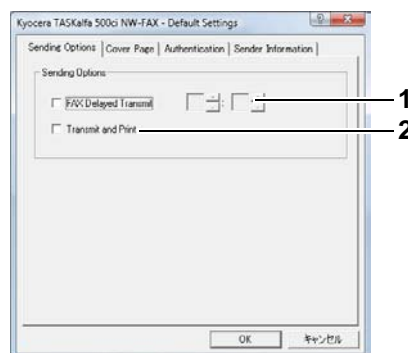 Kyocera TASKalfa 500ci NW-FAX - Default Settings
Sending Options | Cover Page | Authentication | Sender Information
Sending Options
FAX Delayed Transmit : 1
Transmit and Print 2
OK キャンセル